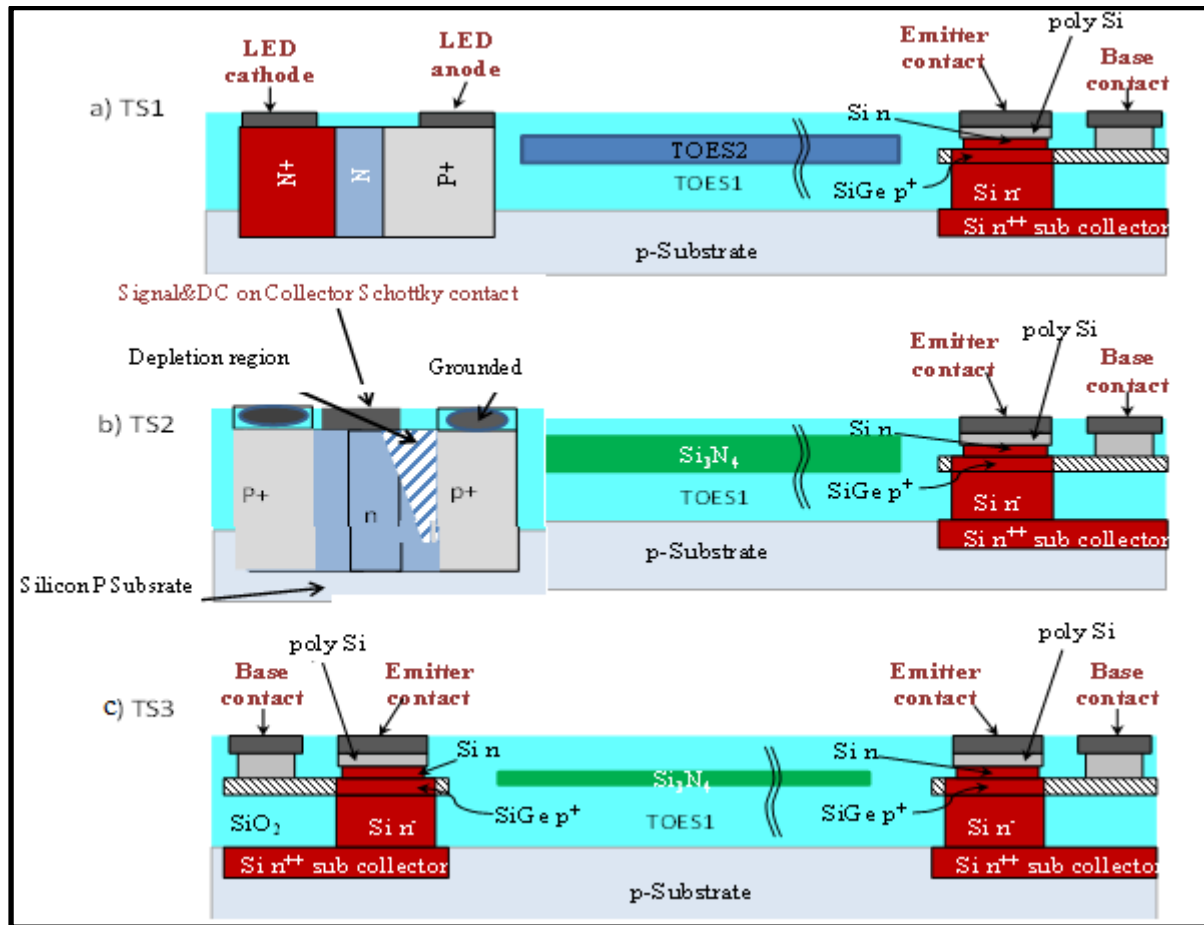 LED
cathode
LED
anode
Emitter
contact
poly Si
Base
contact
a) TS1
Si n
N+
N
P+
TOES2
TOES1
SiGe p⁺
Si n⁻
Si n⁺⁺ sub collector
p-Substrate
Signal&DC on Collector Schottky contact
Depletion region
Grounded
Emitter
contact
poly Si
Base
contact
b) TS2
Si n
P+
n
p+
Si₃N₄
TOES1
SiGe p⁺
Si n⁻
Si n⁺⁺ sub collector
p-Substrate
Silicon P Subsrate
poly Si
Base
contact
Emitter
contact
Emitter
contact
poly Si
Base
contact
c) TS3
Si n
Si n
Si₃N₄
SiO₂
Si n⁻
SiGe p⁺
TOES1
SiGe p⁺
Si n⁻
Si n⁺⁺ sub collector
Si n⁺⁺ sub collector
p-Substrate